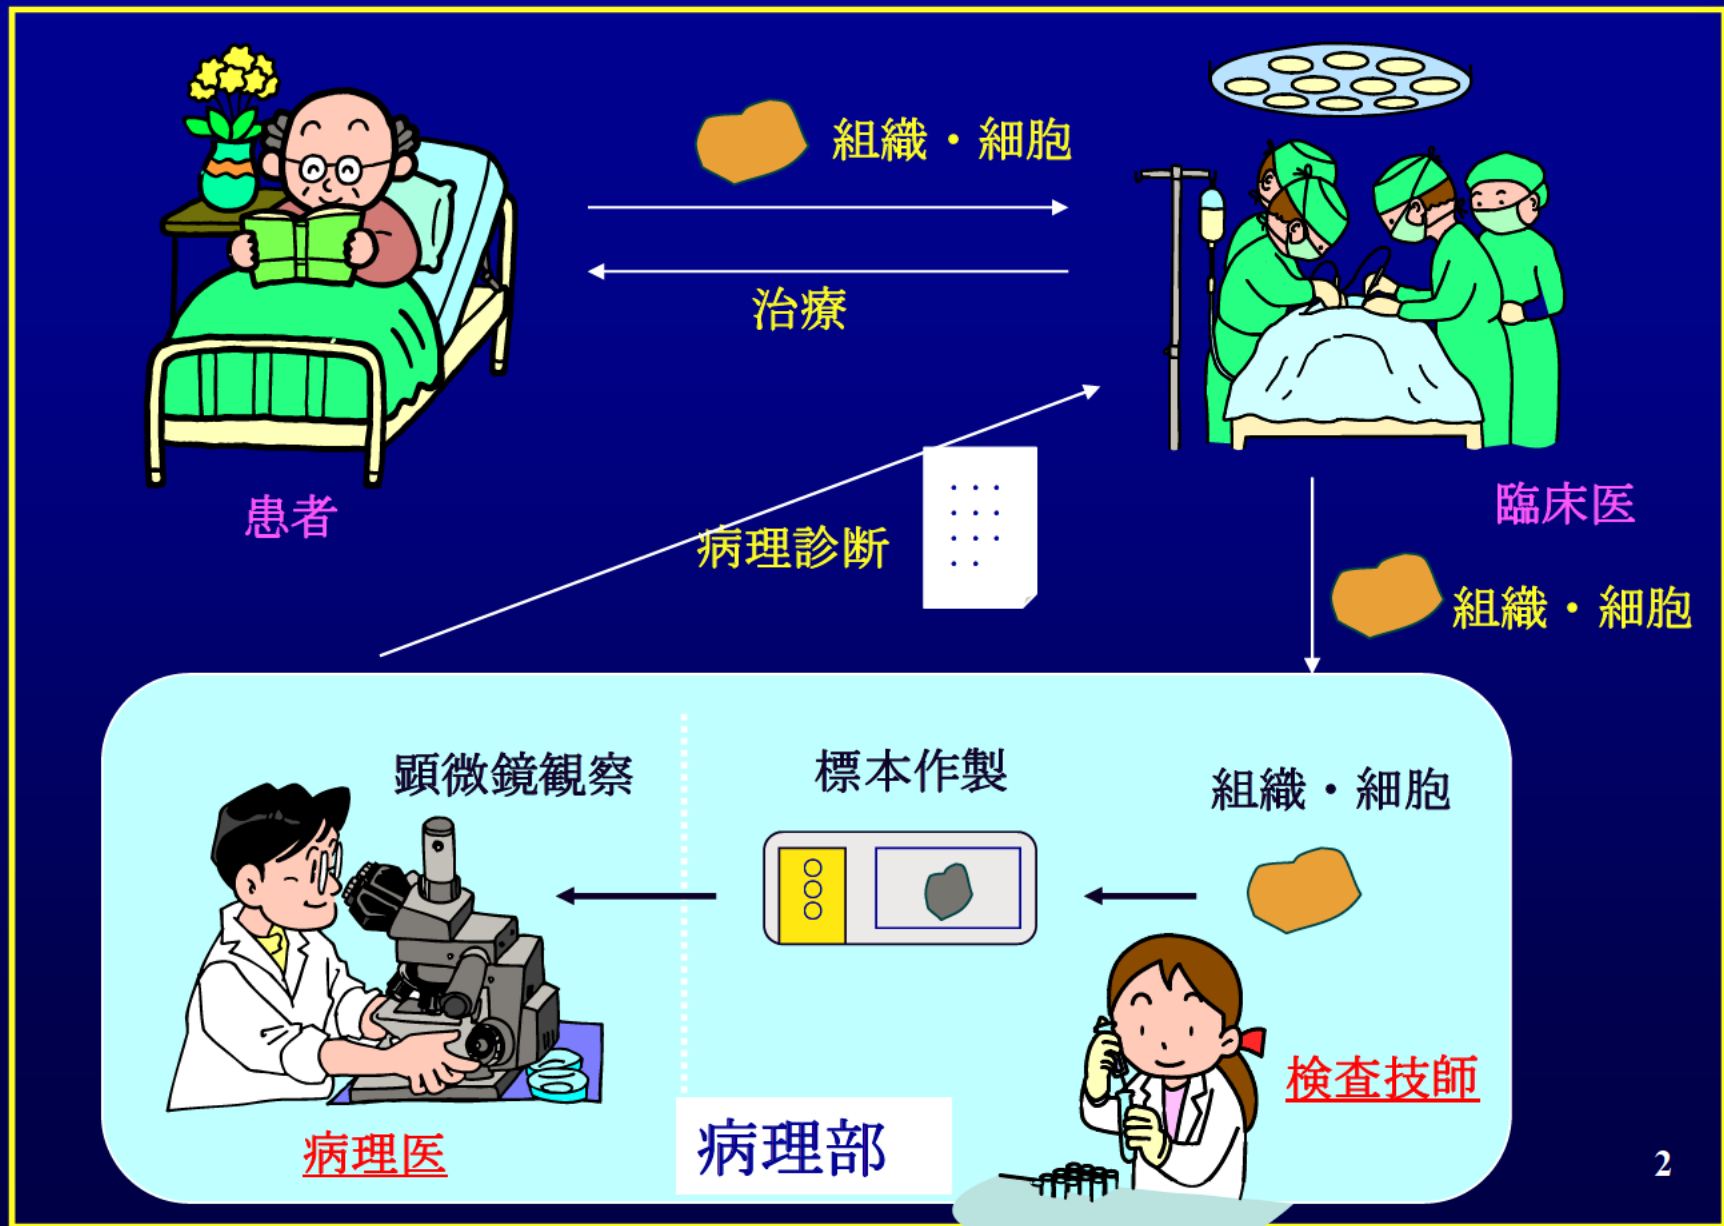 組織・細胞
治療
患者
臨床医
病理診断
組織・細胞
顕微鏡観察
標本作製
組織・細胞
検査技師
病理医
病理部
2